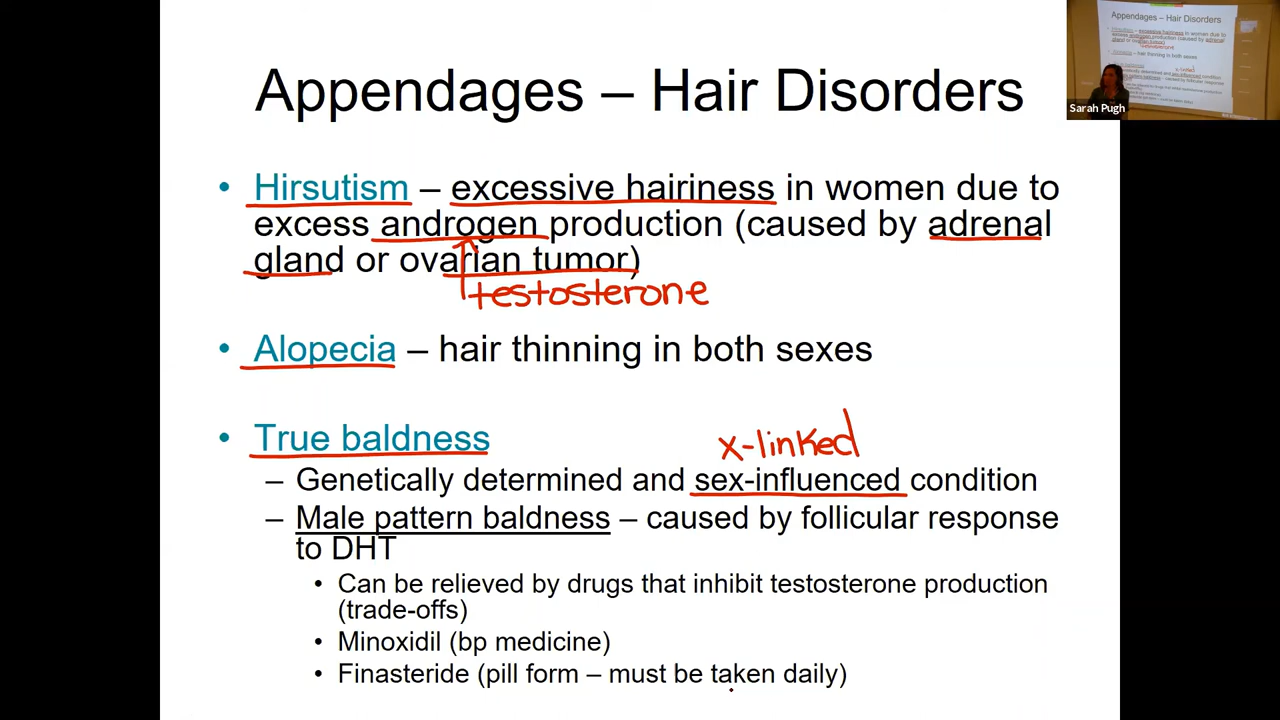 Appendages – Hair Disorders
• Hirsutism – excessive hairiness in women due to
excess androgen production (caused by adrenal
gland or ovarian tumor)
testosterone
• Alopecia – hair thinning in both sexes
• True baldness
x-linked
– Genetically determined and sex-influenced condition
– Male pattern baldness – caused by follicular response
to DHT
• Can be relieved by drugs that inhibit testosterone production
(trade-offs)
• Minoxidil (bp medicine)
• Finasteride (pill form – must be taken daily)
Appendages – Hair Disorders
Sarah Pugh